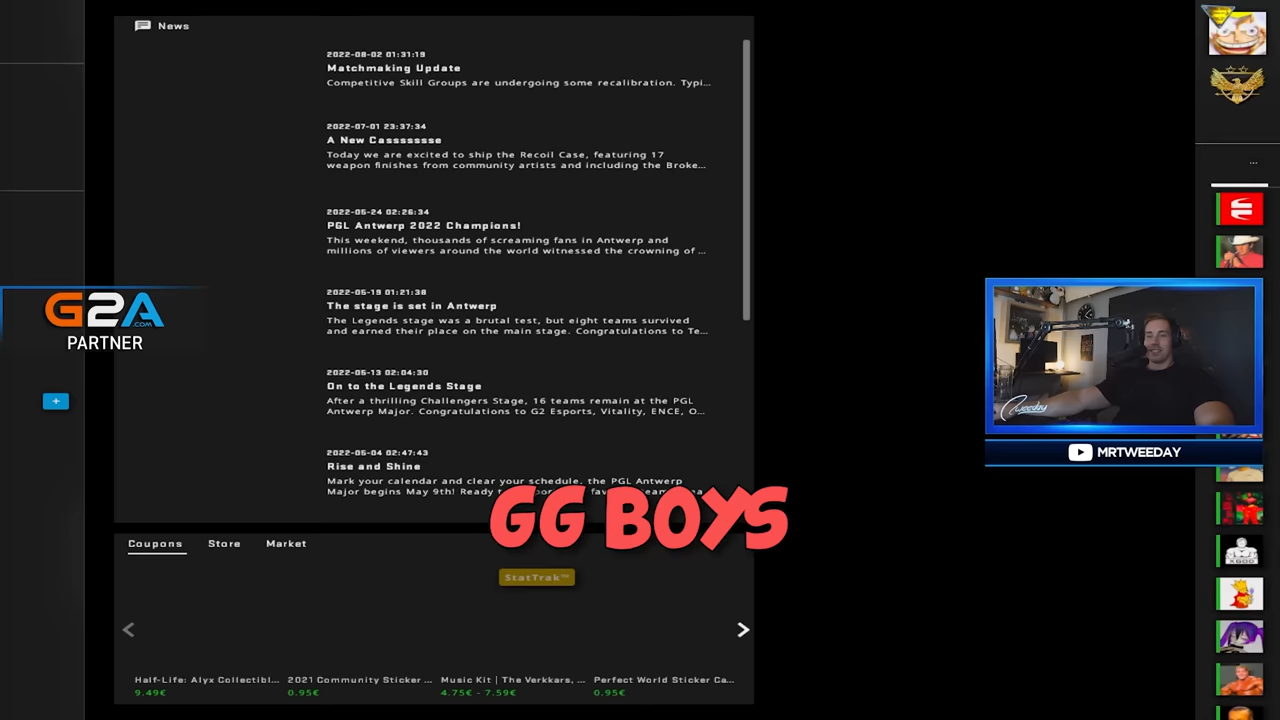 News
2022-08-02 01:31:19
Matchmaking Update
Competitive Skill Groups are undergoing some recalibration. Typi...
2022-07-01 23:37:34
A New Casssssse
Today we are excited to ship the Recoil Case, featuring 17
weapon finishes from community artists and including the Broke...
2022-05-24 02:26:34
PGL Antwerp 2022 Champions!
This weekend, thousands of screaming fans in Antwerp and
millions of viewers around the world witnessed the crowning of ...
2022-05-19 01:21:38
The stage is set in Antwerp
The Legends stage was a brutal test, but eight teams survived
and earned their place on the main stage. Congratulations to Te...
2022-05-13 02:04:30
On to the Legends Stage
After a thrilling Challengers Stage, 16 teams remain at the PGL
Antwerp Major. Congratulations to G2 Esports, Vitality, ENCE, O...
2022-05-04 02:47:43
Rise and Shine
Mark your calendar and clear your schedule, the PGL Antwerp
Major begins May 9th! Ready
GG BOYS
G2A
.COM
PARTNER
+
Coupons Store Market
StatTrak™
Half-Life: Alyx Collectibl... 2021 Community Sticker ... Music Kit | The Verkkars, ... Perfect World Sticker Ca...
9.49€ 0.95€ 4.75€ - 7.59€ 0.95€
...
tweeday
MRTWEEDAY